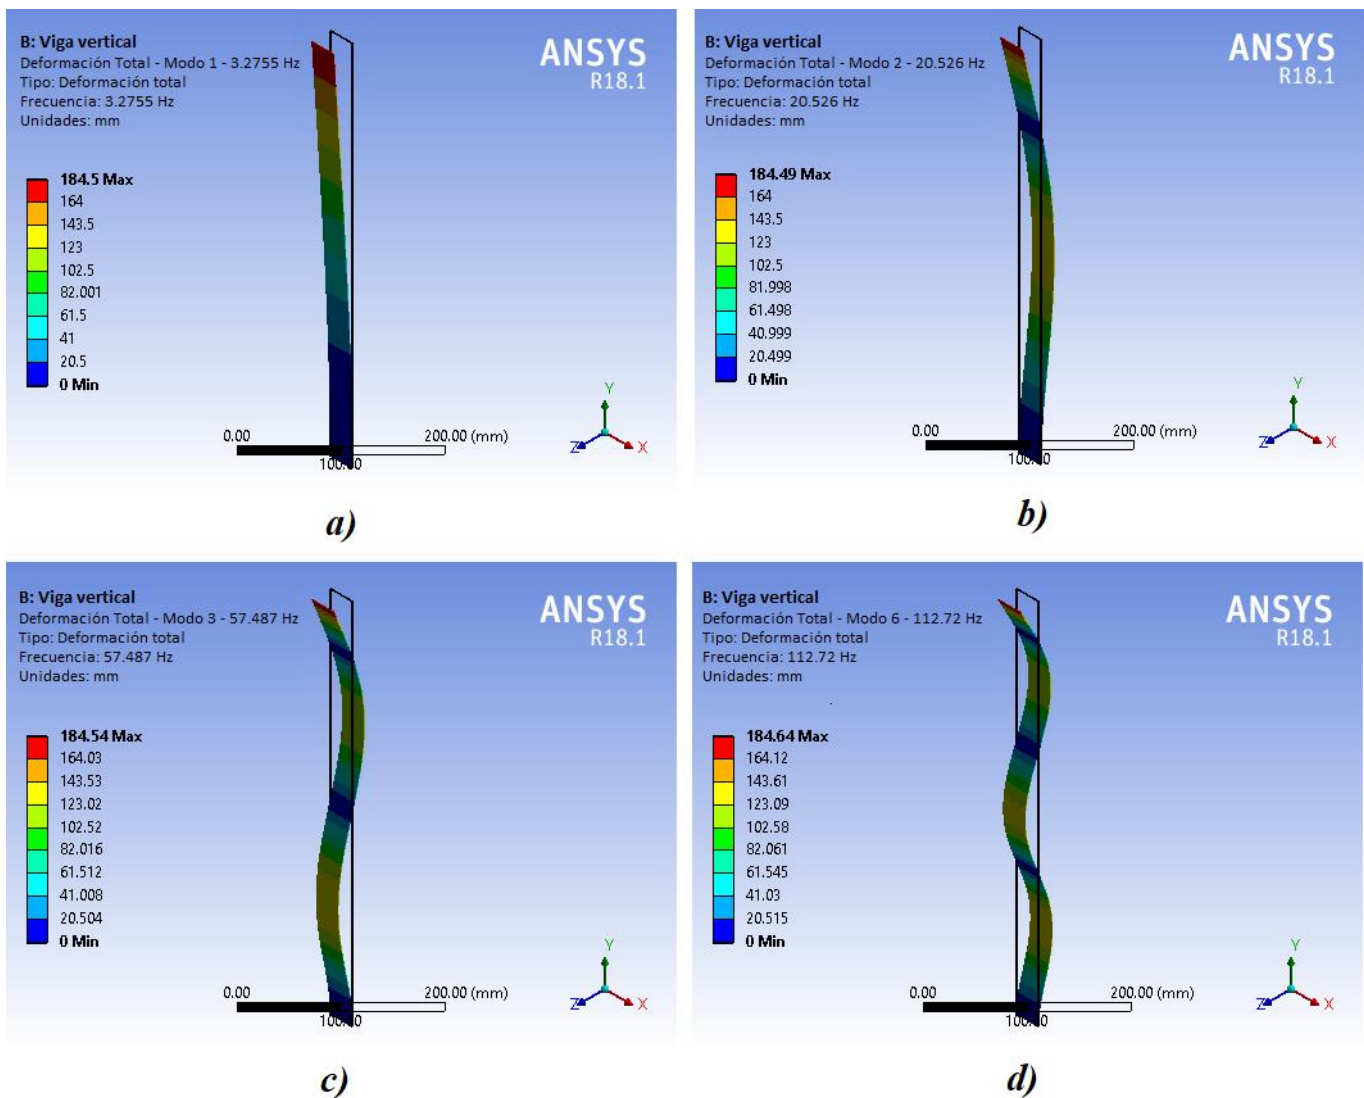 B: Viga vertical
Deformación Total - Modo 1 - 3.2755 Hz
Tipo: Deformación total
Frecuencia: 3.2755 Hz
Unidades: mm
ANSYS
R18.1
184.5 Max
164
143.5
123
102.5
82.001
61.5
41
20.5
0 Min
0.00
200.00 (mm)
100.00
Y
Z
X
a)
B: Viga vertical
Deformación Total - Modo 2 - 20.526 Hz
Tipo: Deformación total
Frecuencia: 20.526 Hz
Unidades: mm
ANSYS
R18.1
184.49 Max
164
143.5
123
102.5
81.998
61.498
40.999
20.499
0 Min
0.00
200.00 (mm)
100.00
Y
Z
X
b)
B: Viga vertical
Deformación Total - Modo 3 - 57.487 Hz
Tipo: Deformación total
Frecuencia: 57.487 Hz
Unidades: mm
ANSYS
R18.1
184.54 Max
164.03
143.53
123.02
102.52
82.016
61.512
41.008
20.504
0 Min
0.00
200.00 (mm)
100.00
Y
Z
X
c)
B: Viga vertical
Deformación Total - Modo 6 - 112.72 Hz
Tipo: Deformación total
Frecuencia: 112.72 Hz
Unidades: mm
ANSYS
R18.1
184.64 Max
164.12
143.61
123.09
102.58
82.061
61.545
41.03
20.515
0 Min
0.00
200.00 (mm)
100.00
Y
Z
X
d)